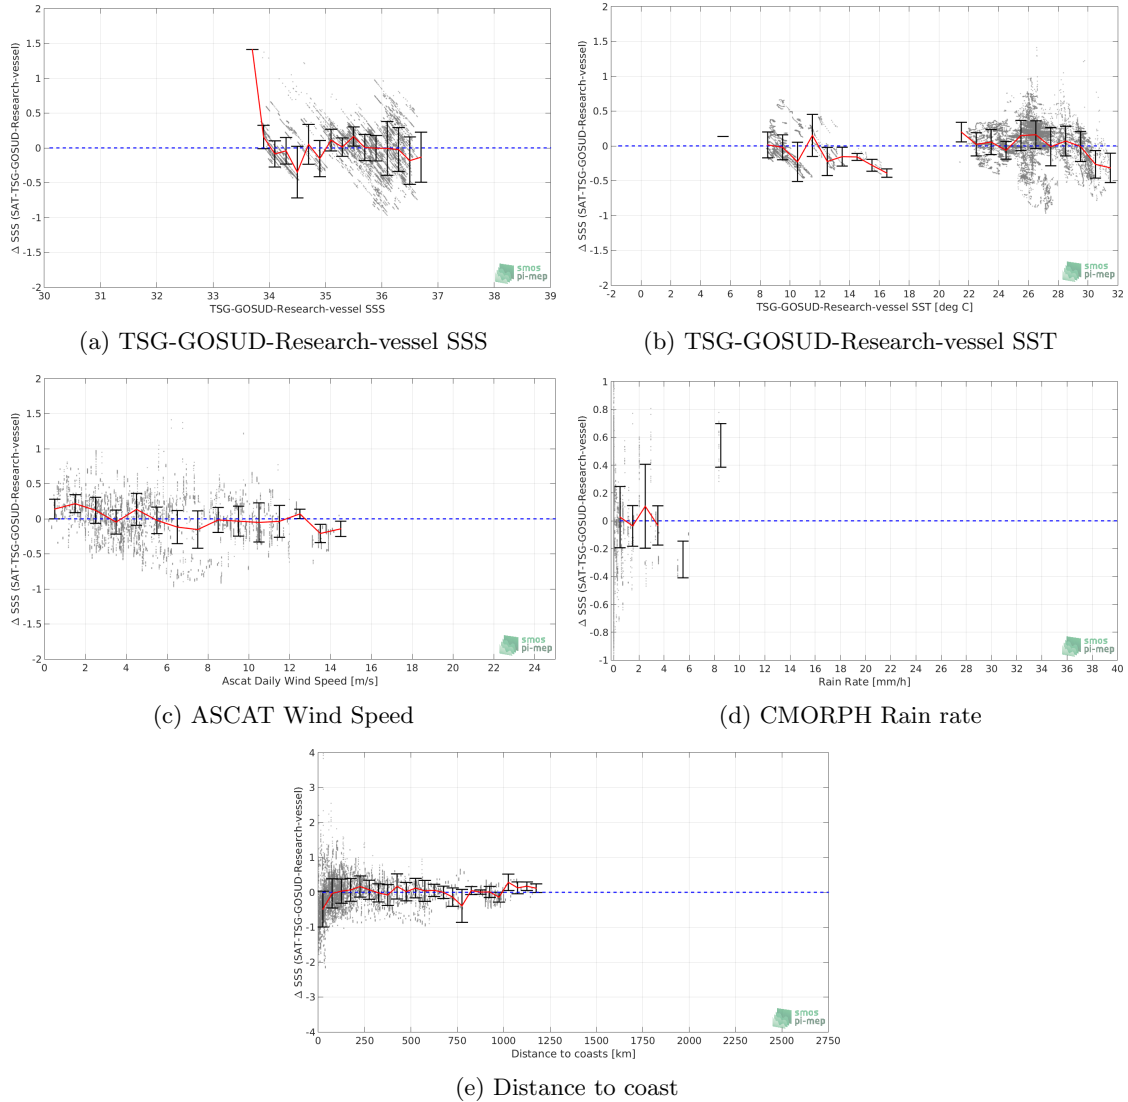 2
1.5
1
0.5
0
-0.5
-1
-1.5
-2
Δ SSS (SAT-TSG-GOSUD-Research-vessel)
30 31 32 33 34 35 36 37 38 39
TSG-GOSUD-Research-vessel SSS
smos
pi-mep
(a) TSG-GOSUD-Research-vessel SSS
2
1.5
1
0.5
0
-0.5
-1
-1.5
-2
Δ SSS (SAT-TSG-GOSUD-Research-vessel)
-2 0 2 4 6 8 10 12 14 16 18 20 22 24 26 28 30 32
TSG-GOSUD-Research-vessel SST [deg C]
smos
pi-mep
(b) TSG-GOSUD-Research-vessel SST
2
1.5
1
0.5
0
-0.5
-1
-1.5
-2
Δ SSS (SAT-TSG-GOSUD-Research-vessel)
0 2 4 6 8 10 12 14 16 18 20 22 24
Ascat Daily Wind Speed [m/s]
smos
pi-mep
(c) ASCAT Wind Speed
1
0.8
0.6
0.4
0.2
0
-0.2
-0.4
-0.6
-0.8
-1
Δ SSS (SAT-TSG-GOSUD-Research-vessel)
0 2 4 6 8 10 12 14 16 18 20 22 24 26 28 30 32 34 36 38 40
Rain Rate [mm/h]
smos
pi-mep
(d) CMORPH Rain rate
4
3
2
1
0
-1
-2
-3
-4
Δ SSS (SAT-TSG-GOSUD-Research-vessel)
0 250 500 750 1000 1250 1500 1750 2000 2250 2500 2750
Distance to coasts [km]
smos
pi-mep
(e) Distance to coast